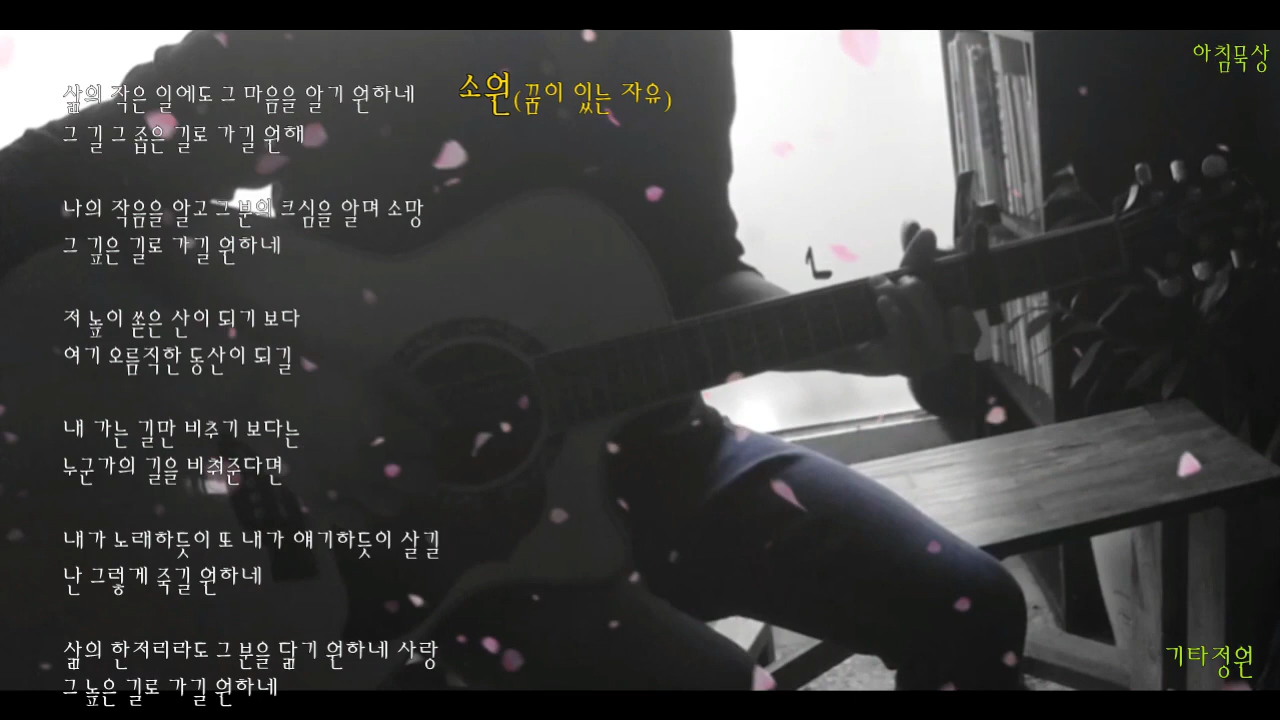 아침묵상
소원(꿈이 있는 자유)
삶의 작은 일에도 그 마음을 알기 원하네
그 길 그 좁은 길로 가길 원해
나의 작음을 알고 그 분의 크심을 알며 소망
그 깊은 길로 가길 원하네
저 높이 솓은 산이 되기 보다
여기 오름직한 동산이 되길
내 가는 길만 비추기 보다는
누군가의 길을 비춰준다면
내가 노래하듯이 또 내가 얘기하듯이 살길
난 그렇게 죽길 원하네
삶의 한저리라도 그 분을 닮기 원하네 사랑
그 높은 길로 가길 원하네
기타정원